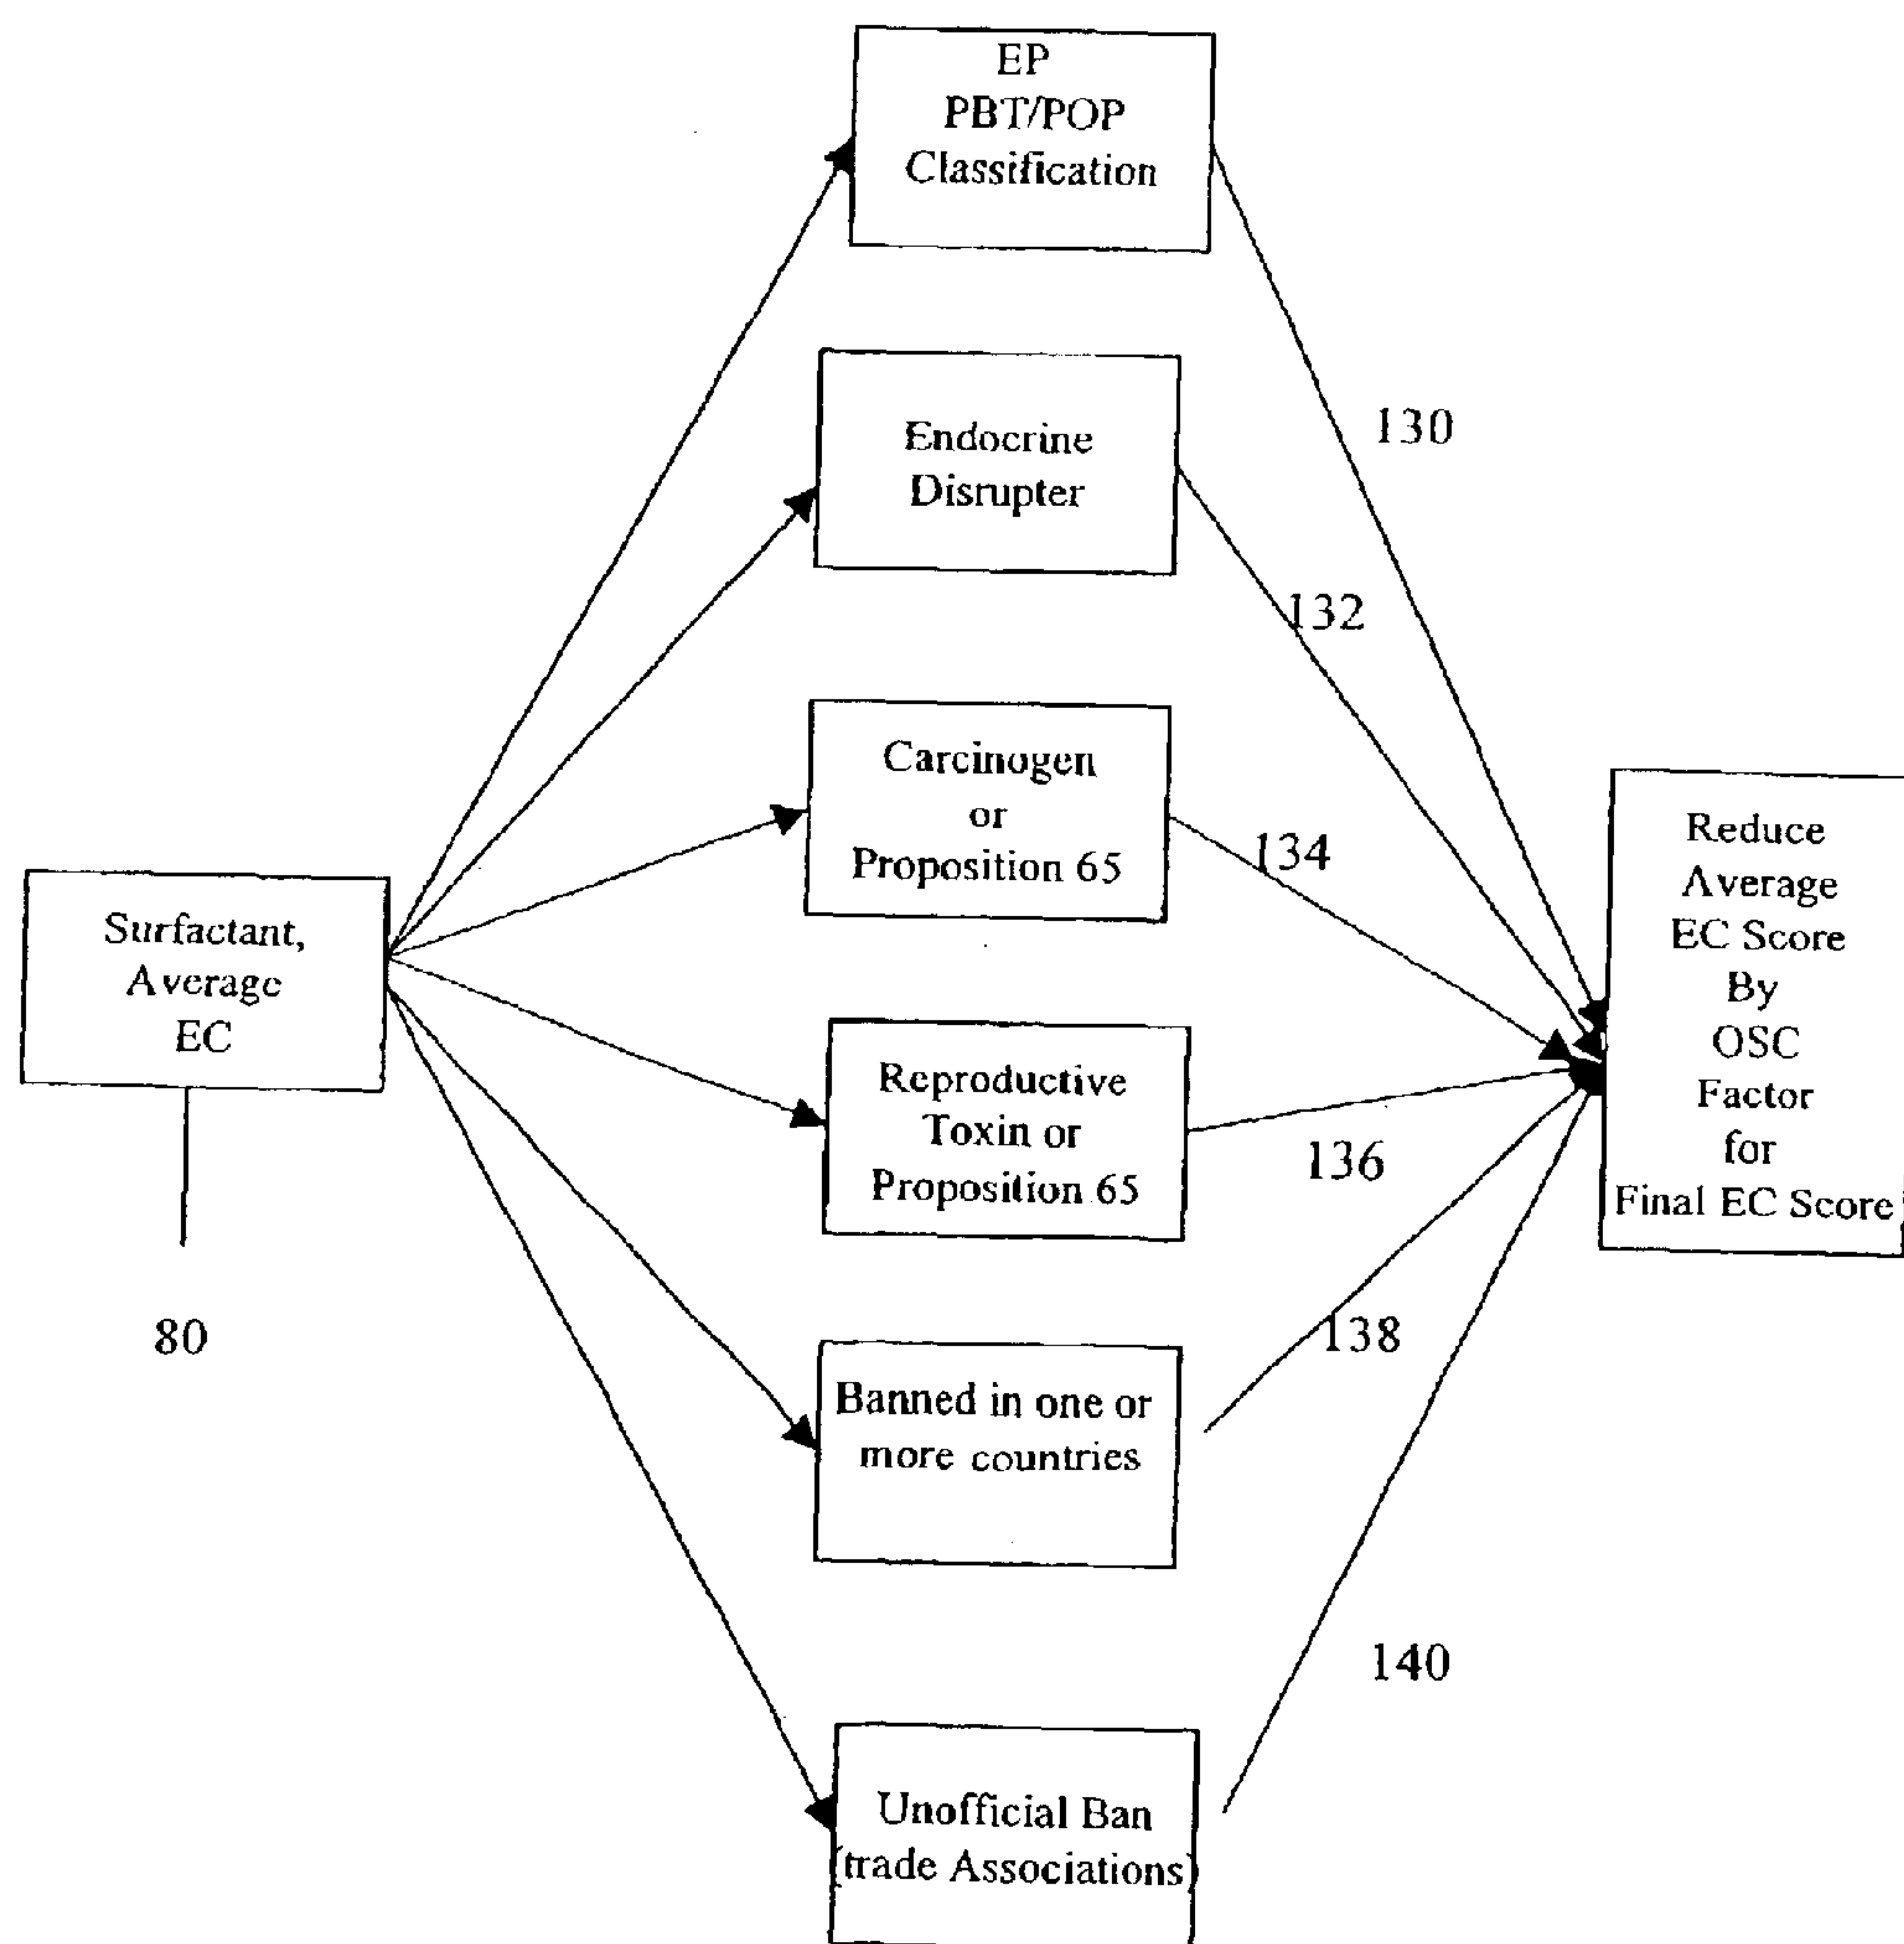 EP
PBT/POP
Classification
130
Endocrine
Disrupter
132
Carcinogen
or
Proposition 65
134
Surfactant,
Average
EC
80
Reproductive
Toxin or
Proposition 65
136
Banned in one or
more countries
138
Unofficial Ban
(trade Associations)
140
Reduce
Average
EC Score
By
OSC
Factor
for
Final EC Score